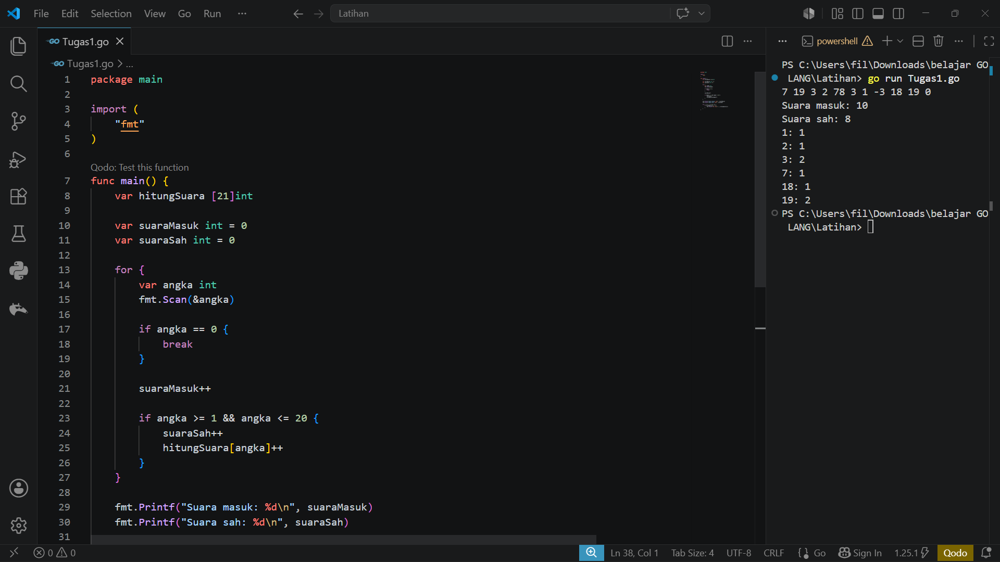 File Edit Selection View Go Run ··· Latihan
Tugas1.go
Tugas1.go > ...
1 package main
2
3 import (
4 "fmt"
5 )
6
Qodo: Test this function
7 func main() {
8 var hitungSuara [21]int
9
10 var suaraMasuk int = 0
11 var suaraSah int = 0
12
13 for {
14 var angka int
15 fmt.Scan(&angka)
16
17 if angka == 0 {
18 break
19 }
20
21 suaraMasuk++
22
23 if angka >= 1 && angka <= 20 {
24 suaraSah++
25 hitungSuara[angka]++
26 }
27 }
28
29 fmt.Printf("Suara masuk: %d\n", suaraMasuk)
30 fmt.Printf("Suara sah: %d\n", suaraSah)
31
powershell
PS C:\Users\fil\Downloads\belajar GO
LANG\Latihan> go run Tugas1.go
7 19 3 2 78 3 1 -3 18 19 0
Suara masuk: 10
Suara sah: 8
1: 1
2: 1
3: 2
7: 1
18: 1
19: 2
PS C:\Users\fil\Downloads\belajar GO
LANG\Latihan>
0 0 Ln 38, Col 1 Tab Size: 4 UTF-8 CRLF {} Go Sign In 1.25.1 Qodo